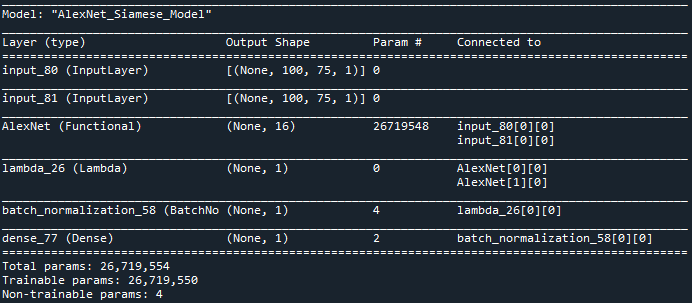 Model: "AlexNet_Siamese_Model"
Layer (type) Output Shape Param # Connected to
input_80 (InputLayer) [(None, 100, 75, 1)] 0
input_81 (InputLayer) [(None, 100, 75, 1)] 0
AlexNet (Functional) (None, 16) 26719548 input_80[0][0]
input_81[0][0]
lambda_26 (Lambda) (None, 1) 0 AlexNet[0][0]
AlexNet[1][0]
batch_normalization_58 (BatchNo (None, 1) 4 lambda_26[0][0]
dense_77 (Dense) (None, 1) 2 batch_normalization_58[0][0]
Total params: 26,719,554
Trainable params: 26,719,550
Non-trainable params: 4